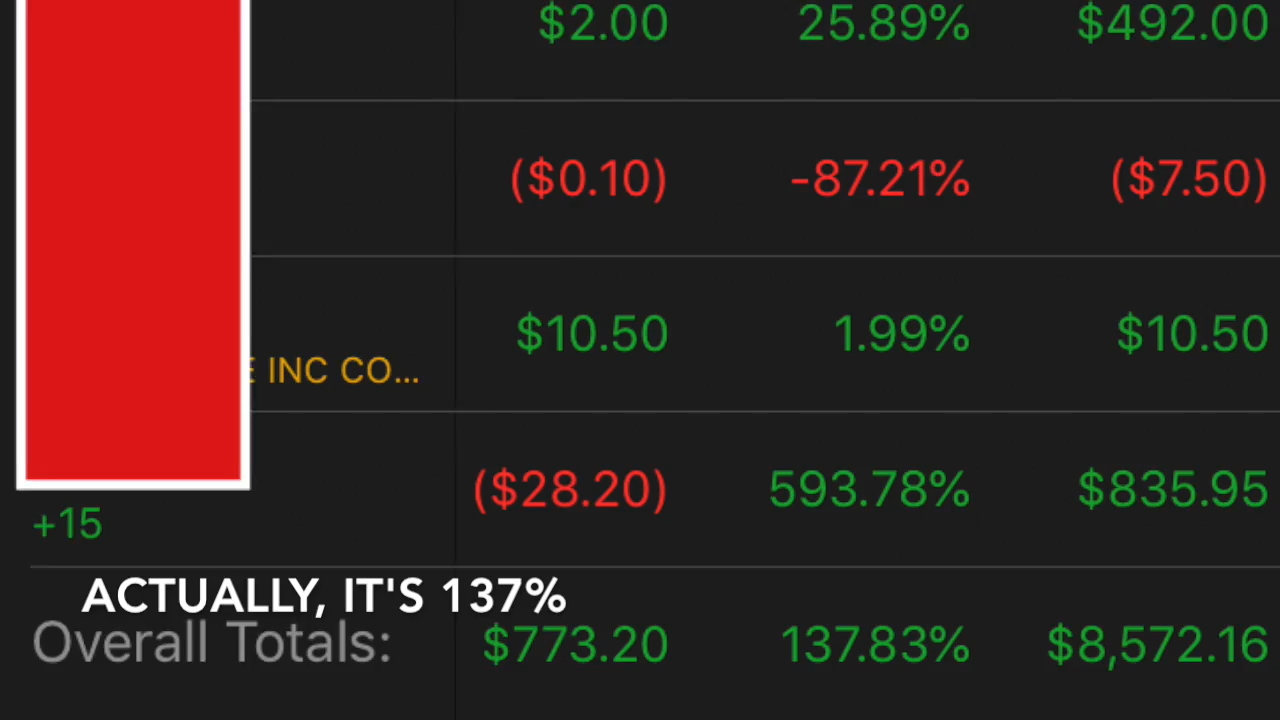 $2.00 25.89% $492.00
($0.10) -87.21% ($7.50)
$10.50 1.99% $10.50
INC CO...
($28.20) 593.78% $835.95
+15
ACTUALLY, IT'S 137%
Overall Totals: $773.20 137.83% $8,572.16